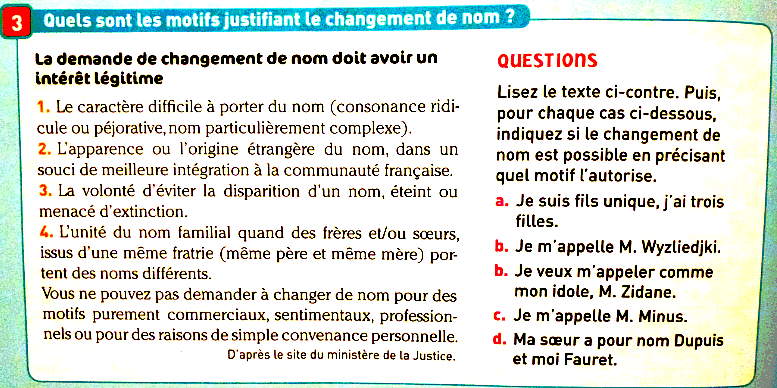 3 Quels sont les motifs justifiant le changement de nom ?
La demande de changement de nom doit avoir un
intérêt légitime
1. Le caractère difficile à porter du nom (consonance ridi-
cule ou péjorative, nom particulièrement complexe).
2. L'apparence ou l'origine étrangère du nom, dans un
souci de meilleure intégration à la communauté française.
3. La volonté d'éviter la disparition d'un nom, éteint ou
menacé d'extinction.
4. L'unité du nom familial quand des frères et/ou sœurs,
issus d'une même fratrie (même père et même mère) por-
tent des noms différents.
Vous ne pouvez pas demander à changer de nom pour des
motifs purement commerciaux, sentimentaux, profession-
nels ou pour des raisons de simple convenance personnelle.
D'après le site du ministère de la Justice.
QUESTIONS
Lisez le texte ci-contre. Puis,
pour chaque cas ci-dessous,
indiquez si le changement de
nom est possible en précisant
quel motif l'autorise.
a. Je suis fils unique, j'ai trois
filles.
b. Je m'appelle M. Wyzliedjki.
b. Je veux m'appeler comme
mon idole, M. Zidane.
c. Je m'appelle M. Minus.
d. Ma sœur a pour nom Dupuis
et moi Fauret.